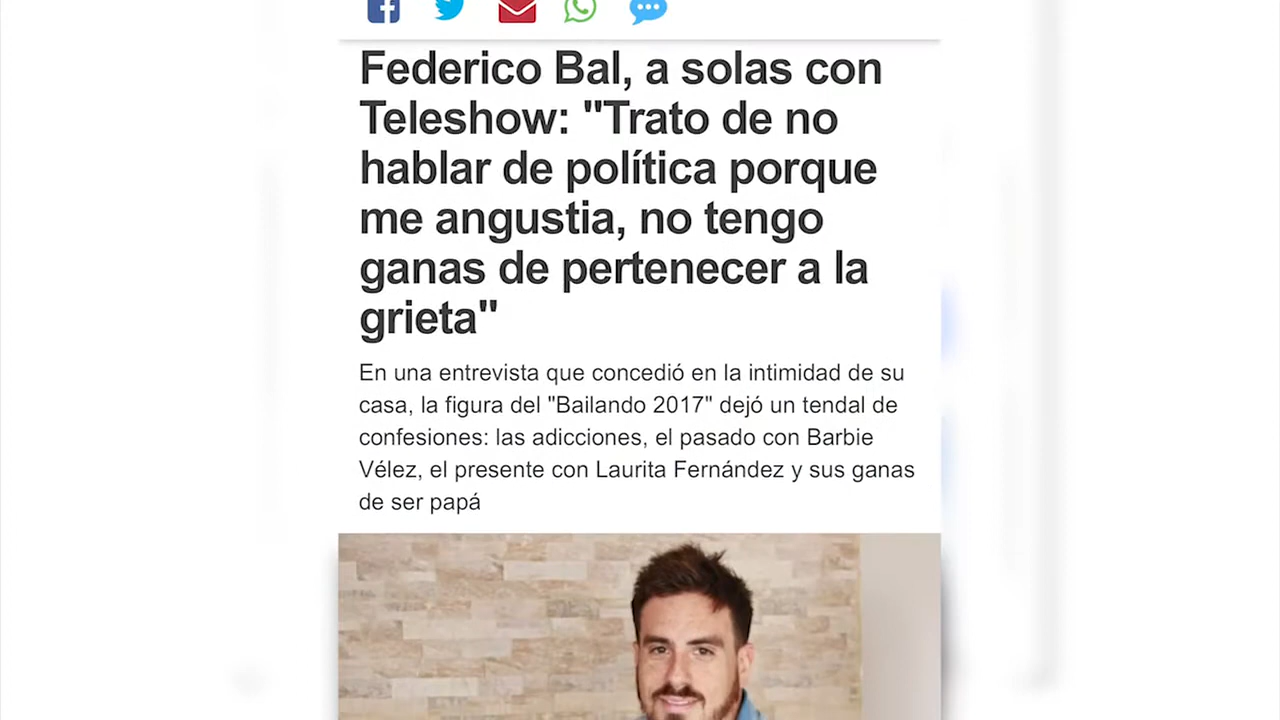 Federico Bal, a solas con
Teleshow: "Trato de no
hablar de política porque
me angustia, no tengo
ganas de pertenecer a la
grieta"
En una entrevista que concedió en la intimidad de su
casa, la figura del "Bailando 2017" dejó un tendal de
confesiones: las adicciones, el pasado con Barbie
Vélez, el presente con Laurita Fernández y sus ganas
de ser papá